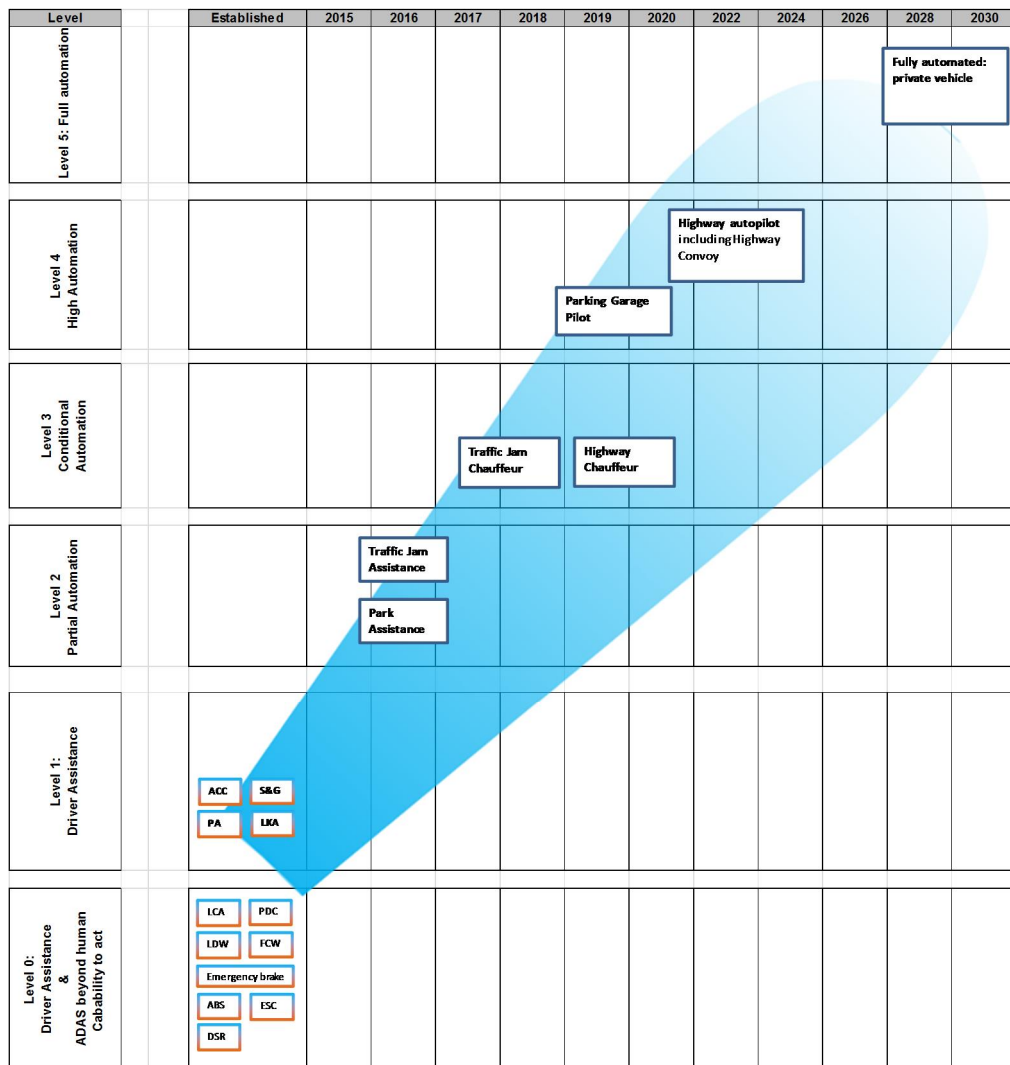 Level Established 2015 2016 2017 2018 2019 2020 2022 2024 2026 2028 2030
Level 5: Full automation
Fully automated:
private vehicle
Level 4
High Automation
Highway autopilot
including Highway
Convoy
Parking Garage
Pilot
Level 3
Conditional
Automation
Traffic Jam
Chauffeur
Highway
Chauffeur
Level 2
Partial Automation
Traffic Jam
Assistance
Park
Assistance
Level 1:
Driver Assistance
ACC S&G
PA LKA
Level 0:
Driver Assistance
&
ADAS beyond human
Cabability to act
LCA PDC
LDW FCW
Emergency brake
ABS ESC
DSR